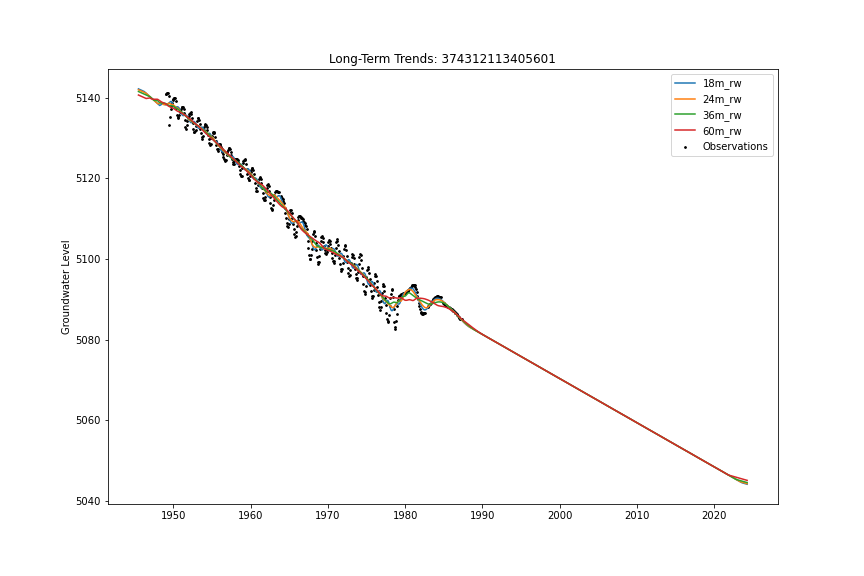 Long-Term Trends: 374312113405601
18m_rw
24m_rw
36m_rw
60m_rw
Observations
Groundwater Level
5140
5120
5100
5080
5060
5040
1950 1960 1970 1980 1990 2000 2010 2020